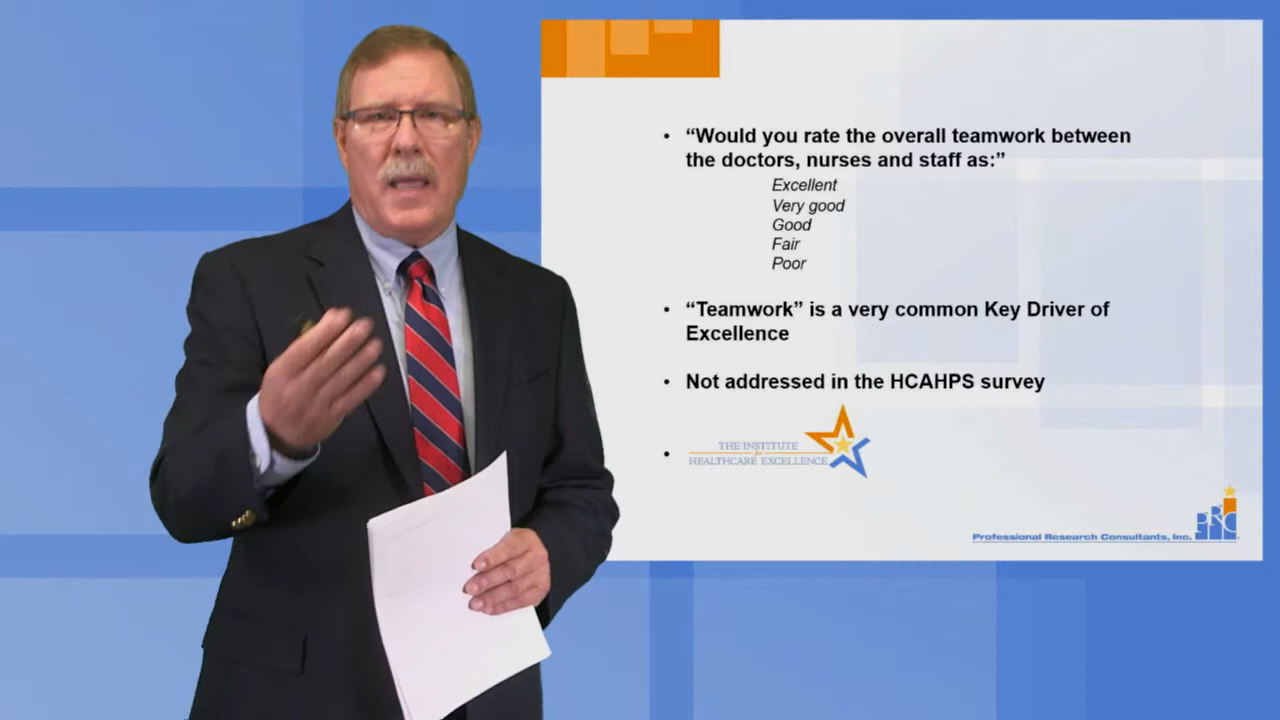 “Would you rate the overall teamwork between
the doctors, nurses and staff as:”
Excellent
Very good
Good
Fair
Poor
“Teamwork” is a very common Key Driver of
Excellence
Not addressed in the HCAHPS survey
THE INSTITUTE
for
HEALTHCARE EXCELLENCE
PRC
Professional Research Consultants, Inc.